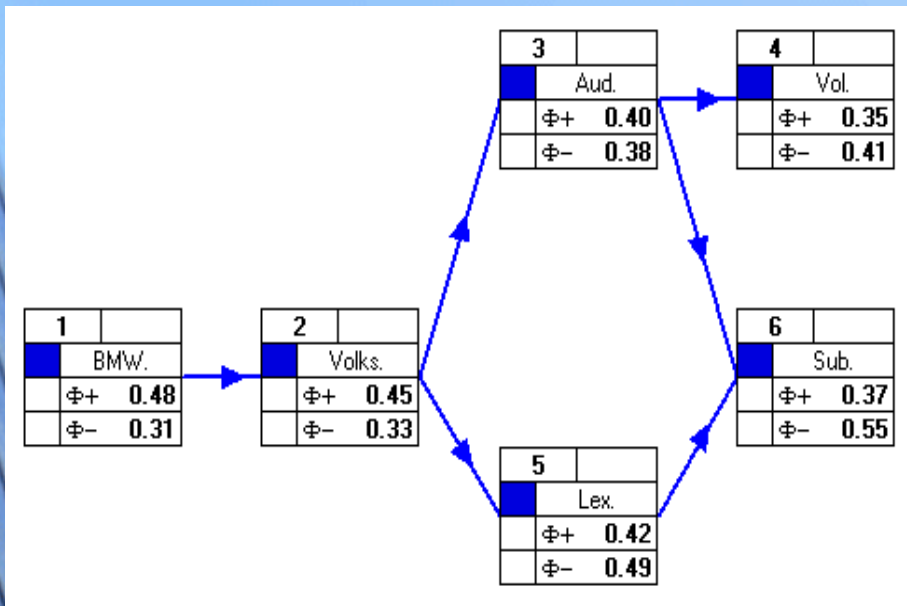 3
Aud.
Φ+ 0.40
Φ− 0.38
4
Vol.
Φ+ 0.35
Φ− 0.41
1
BMW.
Φ+ 0.48
Φ− 0.31
2
Volks.
Φ+ 0.45
Φ− 0.33
6
Sub.
Φ+ 0.37
Φ− 0.55
5
Lex.
Φ+ 0.42
Φ− 0.49